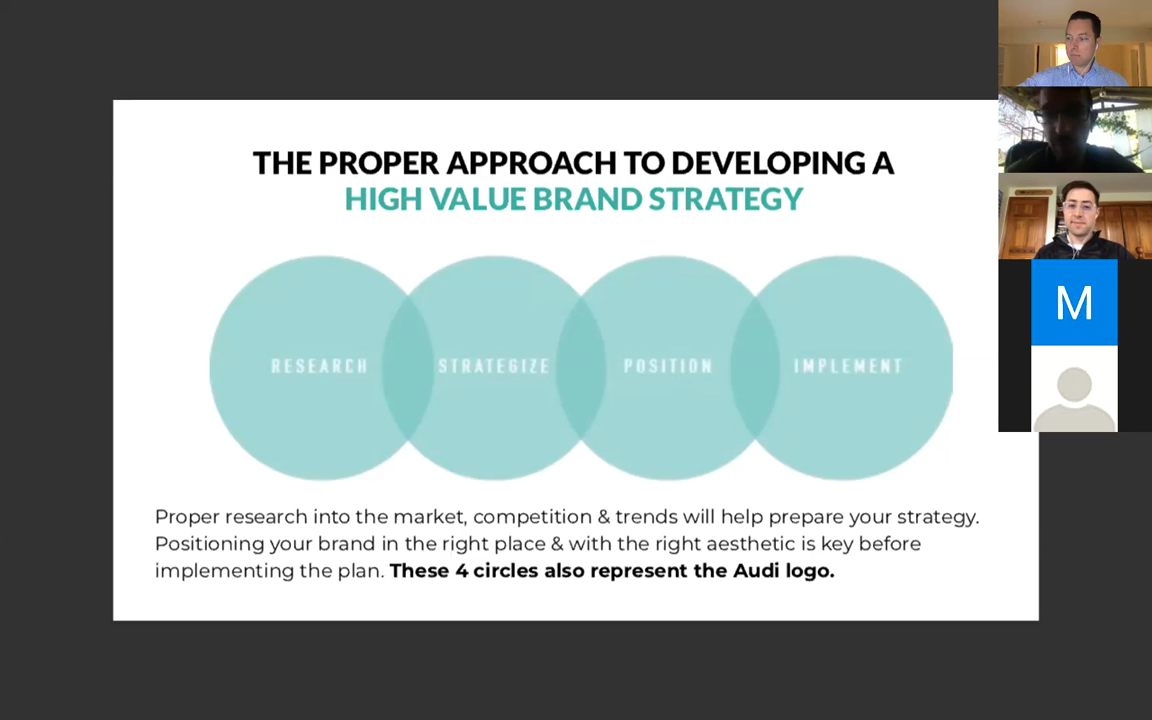 THE PROPER APPROACH TO DEVELOPING A
HIGH VALUE BRAND STRATEGY
RESEARCH
STRATEGIZE
POSITION
IMPLEMENT
Proper research into the market, competition & trends will help prepare your strategy.
Positioning your brand in the right place & with the right aesthetic is key before
implementing the plan. These 4 circles also represent the Audi logo.
M